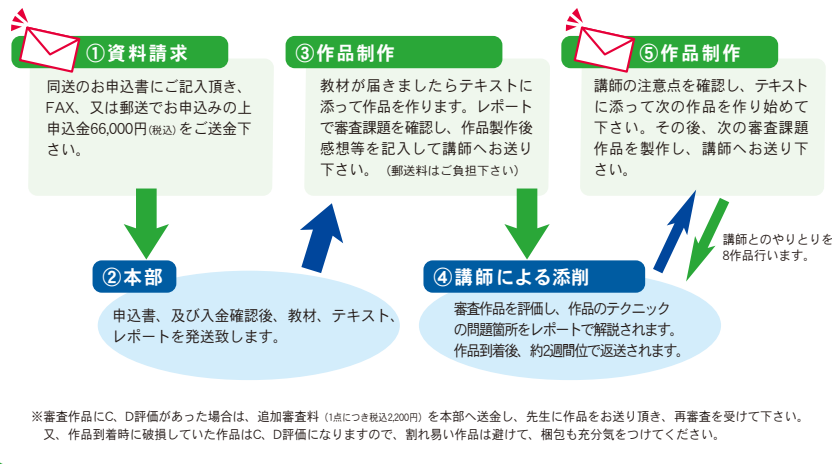 ①資料請求
同送のお申込書にご記入頂き、
FAX、又は郵送でお申込みの上
申込金66,000円(税込)をご送金下
さい。
②本部
申込書、及び入金確認後、教材、テキスト、
レポートを発送致します。
③作品制作
教材が届きましたらテキストに
添って作品を作ります。レポート
で審査課題を確認し、作品製作後
感想等を記入して講師へお送り
下さい。（郵送料はご負担下さい）
④講師による添削
審査作品を評価し、作品のテクニック
の問題箇所をレポートで解説されます。
作品到着後、約2週間位で返送されます。
⑤作品制作
講師の注意点を確認し、テキスト
に添って次の作品を作り始めて
下さい。その後、次の審査課題
作品を製作し、講師へお送り下
さい。
講師とのやりとりを
8作品行います。
※審査作品にC、D評価があった場合は、追加審査料（1点につき税込2,200円）を本部へ送金し、先生に作品をお送り頂き、再審査を受けて下さい。
又、作品到着時に破損していた作品はC、D評価になりますので、割れ易い作品は避けて、梱包も充分気をつけてください。